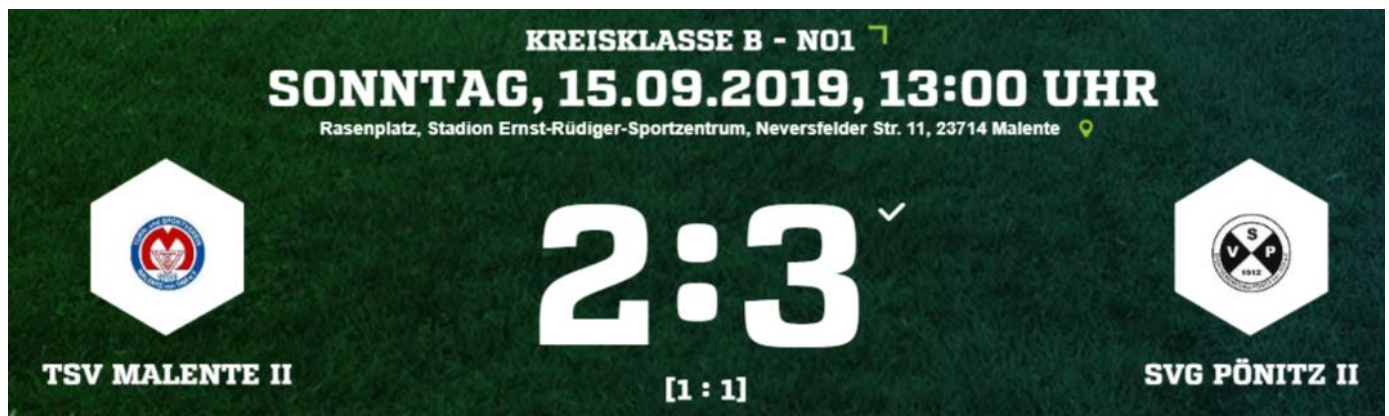 KREISKLASSE B - NO1
SONNTAG, 15.09.2019, 13:00 UHR
Rasenplatz, Stadion Ernst-Rüdiger-Sportzentrum, Neversfelder Str. 11, 23714 Malente
2:3
S
V P
1912
TSV MALENTE II
SVG PÖNITZ II
[1 : 1]